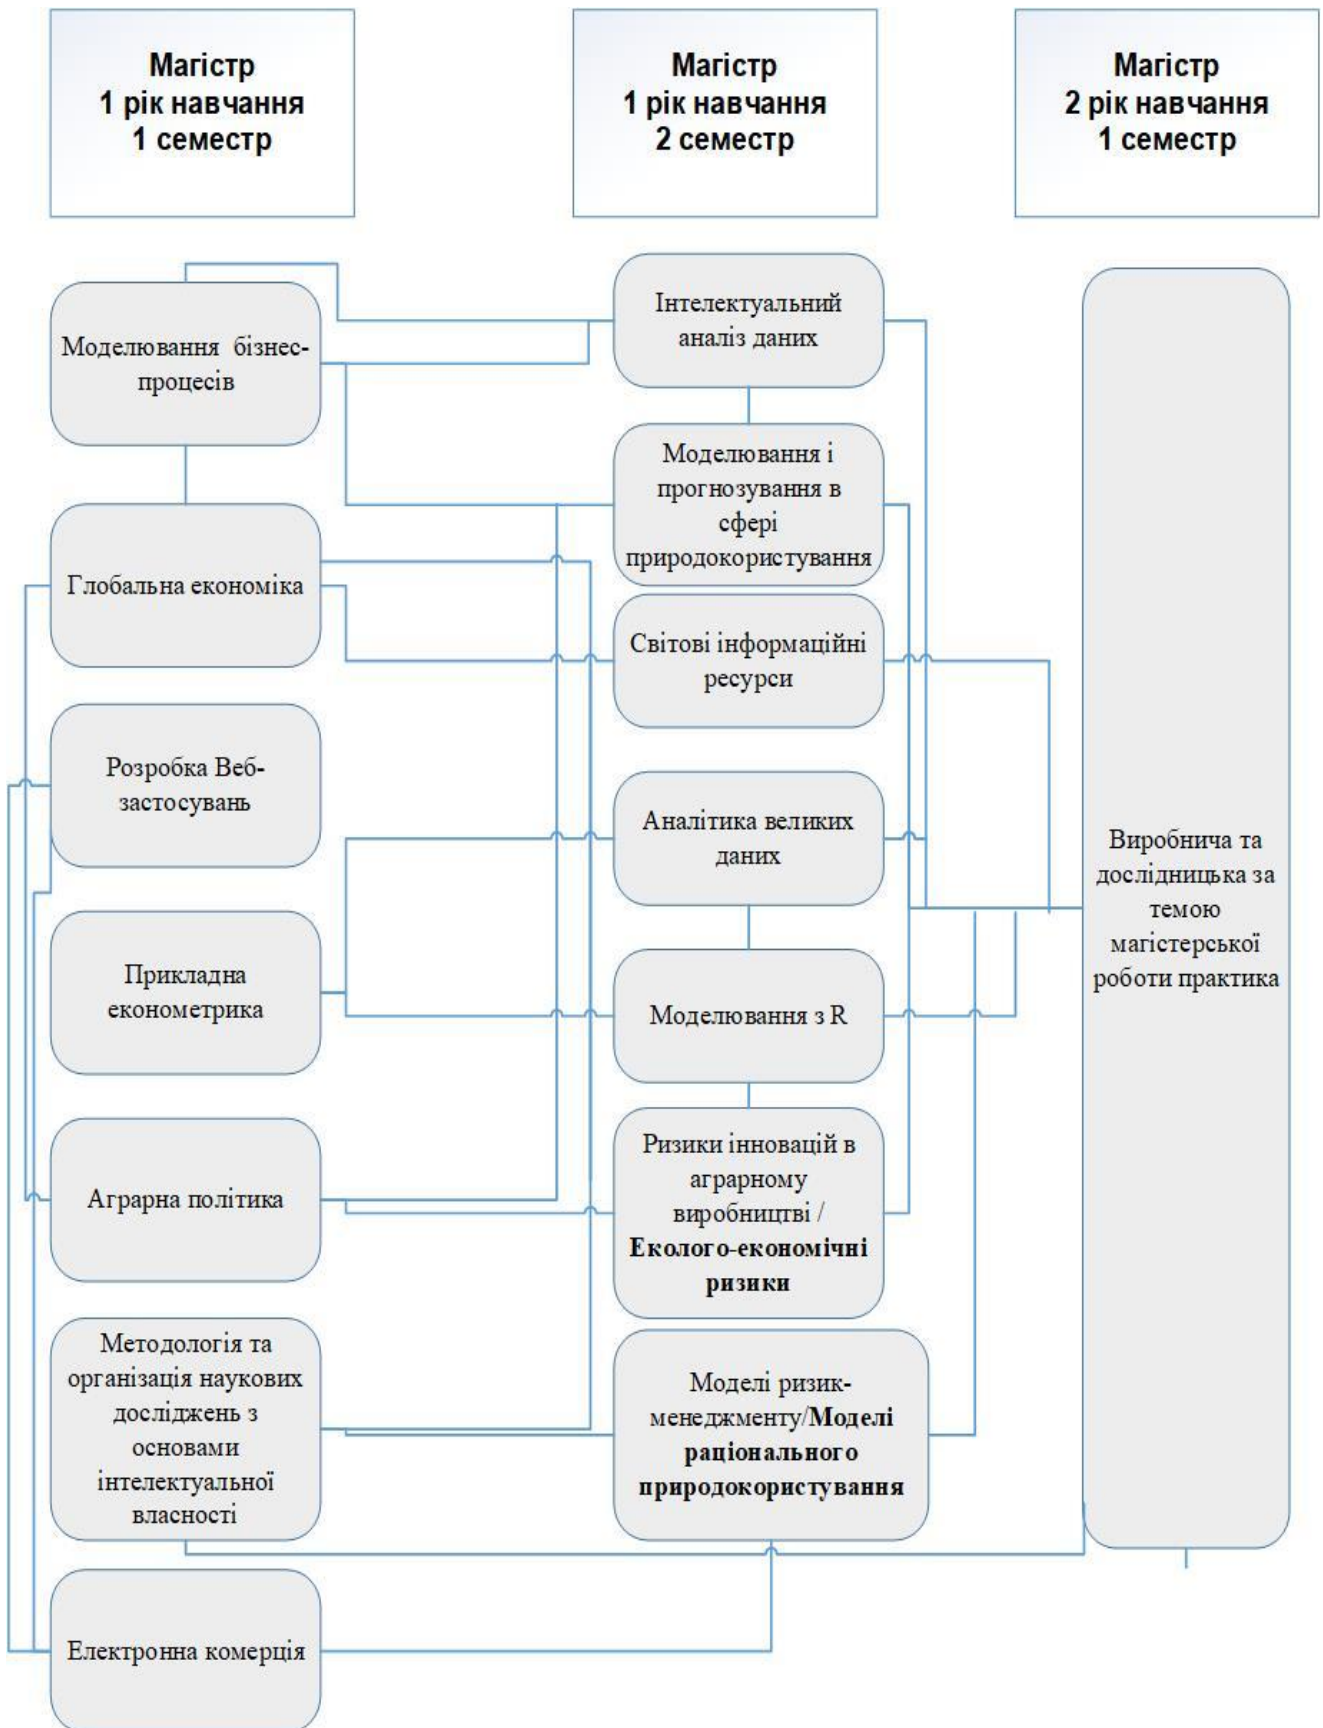 Магістр
1 рік навчання
1 семестр
Магістр
1 рік навчання
2 семестр
Магістр
2 рік навчання
1 семестр
Моделювання бізнес-
процесів
Глобальна економіка
Розробка Веб-
застосувань
Прикладна
економетрика
Аграрна політика
Методологія та
організація наукових
досліджень з
основами
інтелектуальної
власності
Електронна комерція
Інтелектуальний
аналіз даних
Моделювання і
прогнозування в
сфері
природокористування
Світові інформаційні
ресурси
Аналітика великих
даних
Моделювання з R
Ризики інновацій в
аграрному
виробництві /
Еколого-економічні
ризики
Моделі ризик-
менеджменту/Моделі
раціонального
природокористування
Виробнича та
дослідницька за
темою
магістерської
роботи практика